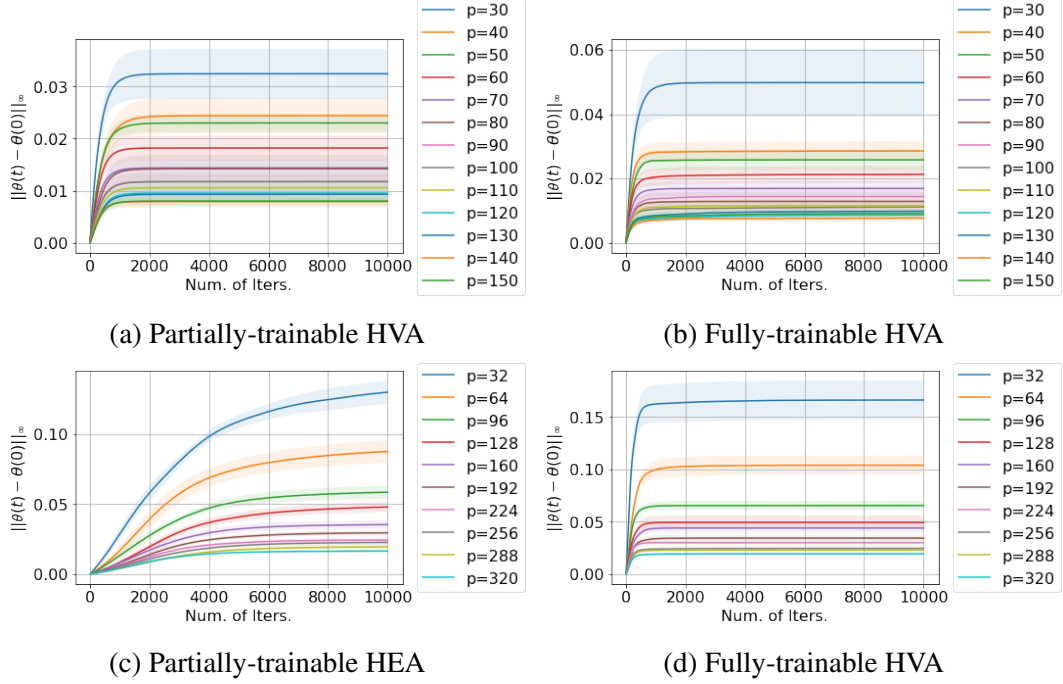 ||θ(t) − θ(0)||∞
0.03
0.02
0.01
0.00
0 2000 4000 6000 8000 10000
Num. of Iters.
p=30
p=40
p=50
p=60
p=70
p=80
p=90
p=100
p=110
p=120
p=130
p=140
p=150
(a) Partially-trainable HVA
||θ(t) − θ(0)||∞
0.06
0.04
0.02
0.00
0 2000 4000 6000 8000 10000
Num. of Iters.
p=30
p=40
p=50
p=60
p=70
p=80
p=90
p=100
p=110
p=120
p=130
p=140
p=150
(b) Fully-trainable HVA
||θ(t) − θ(0)||∞
0.10
0.05
0.00
0 2000 4000 6000 8000 10000
Num. of Iters.
p=32
p=64
p=96
p=128
p=160
p=192
p=224
p=256
p=288
p=320
(c) Partially-trainable HEA
||θ(t) − θ(0)||∞
0.15
0.10
0.05
0.00
0 2000 4000 6000 8000 10000
Num. of Iters.
p=32
p=64
p=96
p=128
p=160
p=192
p=224
p=256
p=288
p=320
(d) Fully-trainable HVA